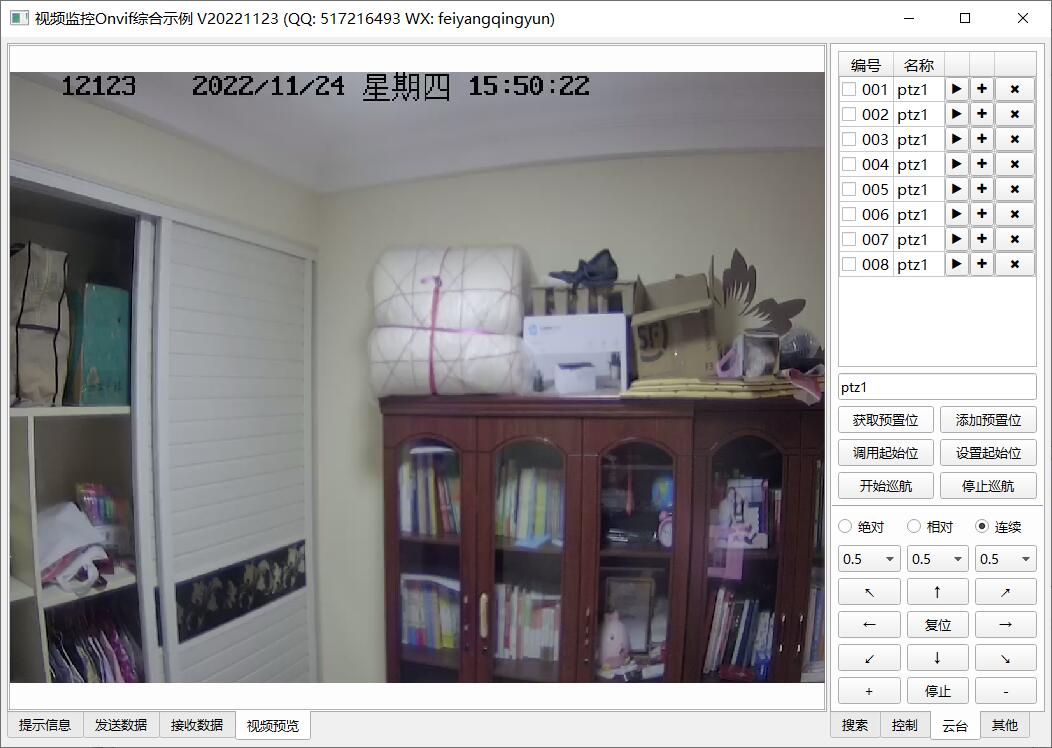 视频监控Onvif综合示例 V20221123 (QQ: 517216493 WX: feiyangqingyun)
12123 2022/11/24 星期四 15:50:22
编号 名称
001 ptz1
002 ptz1
003 ptz1
004 ptz1
005 ptz1
006 ptz1
007 ptz1
008 ptz1
ptz1
获取预置位 添加预置位
调用起始位 设置起始位
开始巡航 停止巡航
绝对 相对 连续
0.5 0.5 0.5
↖ ↑ ↗
← 复位 →
↙ ↓ ↘
+ 停止 -
提示信息 发送数据 接收数据 视频预览
搜索 控制 云台 其他